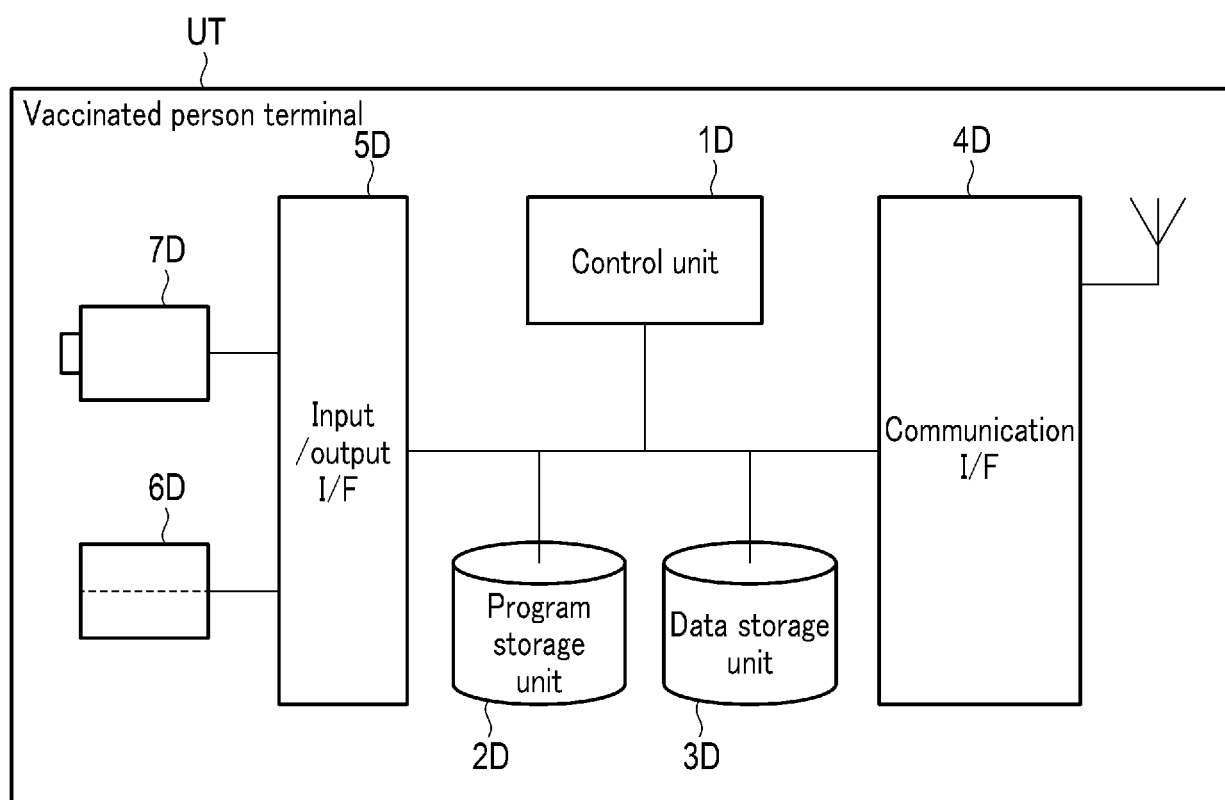 UT
Vaccinated person terminal
5D
1D
4D
7D
Control unit
Input
/output
I/F
Communication
I/F
6D
Program
storage
unit
Data storage
unit
2D
3D